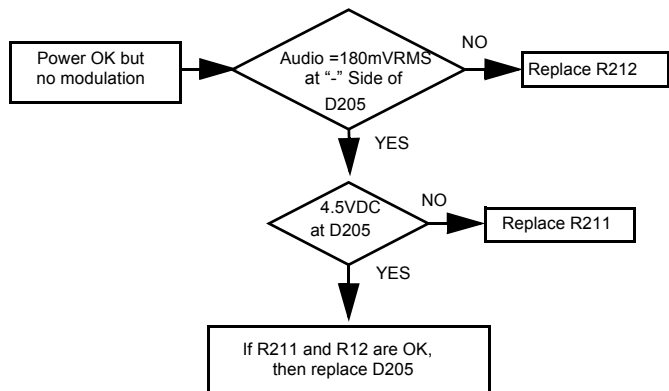 Power OK but
no modulation
Audio =180mVRMS
at “-” Side of
D205
NO
Replace R212
YES
4.5VDC
at D205
NO
Replace R211
YES
If R211 and R12 are OK,
then replace D205